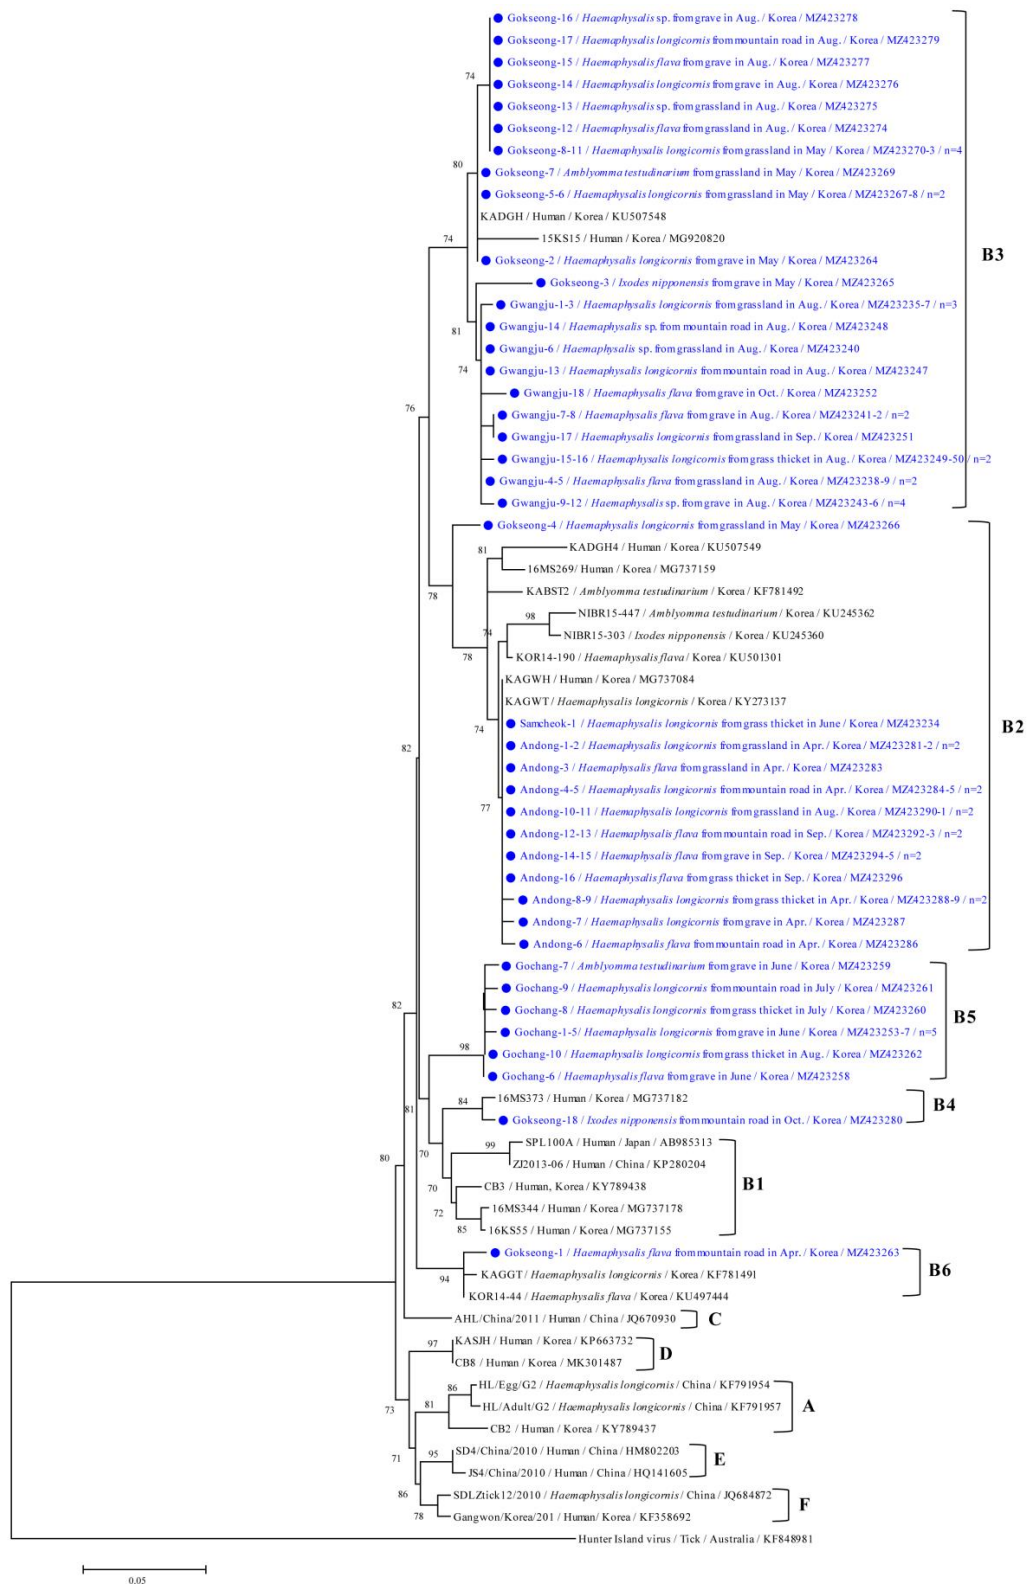 Gokseong-16 / Haemaphysalis sp. from grave in Aug. / Korea / MZ423278
Gokseong-17 / Haemaphysalis longicornis from mountain road in Aug. / Korea / MZ423279
Gokseong-15 / Haemaphysalis flava from grave in Aug. / Korea / MZ423277
74
Gokseong-14 / Haemaphysalis longicornis from grave in Aug. / Korea / MZ423276
Gokseong-13 / Haemaphysalis sp. from grassland in Aug. / Korea / MZ423275
Gokseong-12 / Haemaphysalis flava from grassland in Aug. / Korea / MZ423274
Gokseong-8-11 / Haemaphysalis longicornis from grassland in May / Korea / MZ423270-3 / n=4
80
Gokseong-7 / Amblyomma testudinarium from grassland in May / Korea / MZ423269
Gokseong-5-6 / Haemaphysalis longicornis from grassland in May / Korea / MZ423267-8 / n=2
KADGH / Human / Korea / KU507548
74
15KS15 / Human / Korea / MG920820
B3
Gokseong-2 / Haemaphysalis longicornis from grave in May / Korea / MZ423264
Gokseong-3 / Ixodes nipponensis from grave in May / Korea / MZ423265
Gwangju-1-3 / Haemaphysalis longicornis from grassland in Aug. / Korea / MZ423235-7 / n=3
81
Gwangju-14 / Haemaphysalis sp. from mountain road in Aug. / Korea / MZ423248
Gwangju-6 / Haemaphysalis sp. from grassland in Aug. / Korea / MZ423240
74
Gwangju-13 / Haemaphysalis longicornis from mountain road in Aug. / Korea / MZ423247
Gwangju-18 / Haemaphysalis flava from grave in Oct. / Korea / MZ423252
76
Gwangju-7-8 / Haemaphysalis flava from grave in Aug. / Korea / MZ423241-2 / n=2
Gwangju-17 / Haemaphysalis longicornis from grassland in Sep. / Korea / MZ423251
Gwangju-15-16 / Haemaphysalis longicornis from grass thicket in Aug. / Korea / MZ423249-50 / n=2
Gwangju-4-5 / Haemaphysalis flava from grassland in Aug. / Korea / MZ423238-9 / n=2
Gwangju-9-12 / Haemaphysalis sp. from grave in Aug. / Korea / MZ423243-6 / n=4
Gokseong-4 / Haemaphysalis longicornis from grassland in May / Korea / MZ423266
81
KADGH4 / Human / Korea / KU507549
16MS269/ Human / Korea / MG737159
78
KABST2 / Amblyomma testudinarium / Korea / KF781492
98
NIBR15-447 / Amblyomma testudinarium / Korea / KU245362
74
NIBR15-303 / Ixodes nipponensis / Korea / KU245360
78
KOR14-190 / Haemaphysalis flava / Korea / KU501301
KAGWH / Human / Korea / MG737084
KAGWT / Haemaphysalis longicornis / Korea / KY273137
74
Samcheok-1 / Haemaphysalis longicornis from grass thicket in June / Korea / MZ423234
B2
82
Andong-1-2 / Haemaphysalis longicornis from grassland in Apr. / Korea / MZ423281-2 / n=2
Andong-3 / Haemaphysalis flava from grassland in Apr. / Korea / MZ423283
Andong-4-5 / Haemaphysalis longicornis from mountain road in Apr. / Korea / MZ423284-5 / n=2
77
Andong-10-11 / Haemaphysalis longicornis from grassland in Aug. / Korea / MZ423290-1 / n=2
Andong-12-13 / Haemaphysalis flava from mountain road in Sep. / Korea / MZ423292-3 / n=2
Andong-14-15 / Haemaphysalis flava from grave in Sep. / Korea / MZ423294-5 / n=2
Andong-16 / Haemaphysalis flava from grass thicket in Sep. / Korea / MZ423296
Andong-8-9 / Haemaphysalis longicornis from grass thicket in Apr. / Korea / MZ423288-9 / n=2
Andong-7 / Haemaphysalis longicornis from grave in Apr. / Korea / MZ423287
Andong-6 / Haemaphysalis flava from mountain road in Apr. / Korea / MZ423286
Gochang-7 / Amblyomma testudinarium from grave in June / Korea / MZ423259
Gochang-9 / Haemaphysalis longicornis from mountain road in July / Korea / MZ423261
82
Gochang-8 / Haemaphysalis longicornis from grass thicket in July / Korea / MZ423260
B5
Gochang-1-5/ Haemaphysalis longicornis from grave in June / Korea / MZ423253-7 / n=5
98
Gochang-10 / Haemaphysalis longicornis from grass thicket in Aug. / Korea / MZ423262
Gochang-6 / Haemaphysalis flava from grave in June / Korea / MZ423258
84
16MS373 / Human / Korea / MG737182
B4
81
Gokseong-18 / Ixodes nipponensis from mountain road in Oct. / Korea / MZ423280
99
SPL100A / Human / Japan / AB985313
80
70
ZJ2013-06 / Human / China / KP280204
70
CB3 / Human, Korea / KY789438
B1
72
16MS344 / Human / Korea / MG737178
85
16KS55 / Human / Korea / MG737155
Gokseong-1 / Haemaphysalis flava from mountain road in Apr. / Korea / MZ423263
B6
94
KAGGT / Haemaphysalis longicornis / Korea / KF781491
KOR14-44 / Haemaphysalis flava / Korea / KU497444
AHL/China/2011 / Human / China / JQ670930
C
97
KASJH / Human / Korea / KP663732
D
CB8 / Human / Korea / MK301487
86
HL/Egg/G2 / Haemaphysalis longicornis / China / KF791954
73
81
HL/Adult/G2 / Haemaphysalis longicornis / China / KF791957
A
CB2 / Human / Korea / KY789437
71
95
SD4/China/2010 / Human / China / HM802203
E
JS4/China/2010 / Human / China / HQ141605
86
SDLZtick12/2010 / Haemaphysalis longicornis / China / JQ684872
F
78
Gangwon/Korea/201 / Human/ Korea / KF358692
Hunter Island virus / Tick / Australia / KF848981
0.05